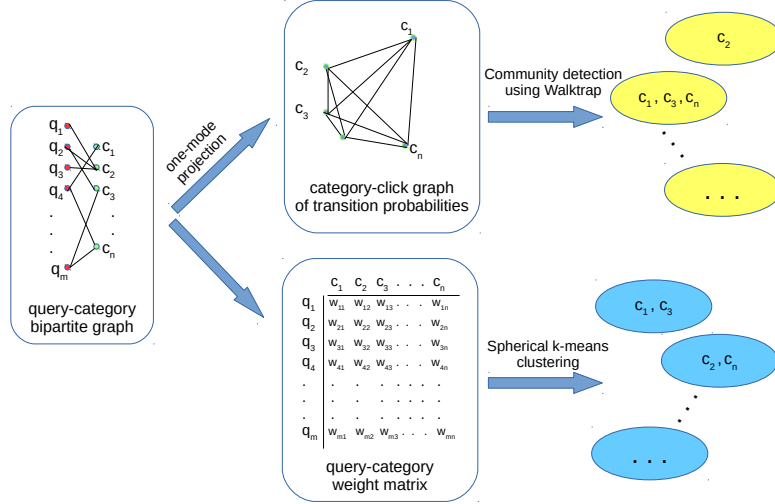 q1
q2
q3
q4
.
.
.
qm
c1
c2
c3
.
.
cn
query-category
bipartite graph
one-mode
projection
c1
c2
c3
cn
category-click graph
of transition probabilities
Community detection
using Walktrap
c2
c1 , c3 , cn
. . .
. . .
c1 c2 c3 . . . cn
q1 w11 w12 w13 . . . w1n
q2 w21 w22 w23 . . . w2n
q3 w31 w32 w33 . . . w3n
q4 w41 w42 w43 . . . w4n
. . . . . . . .
. . . . . . . .
qm wm1 wm2 wm3 . . . wmn
query-category
weight matrix
Spherical k-means
clustering
c1, c3
c2, cn
. . .
. . .